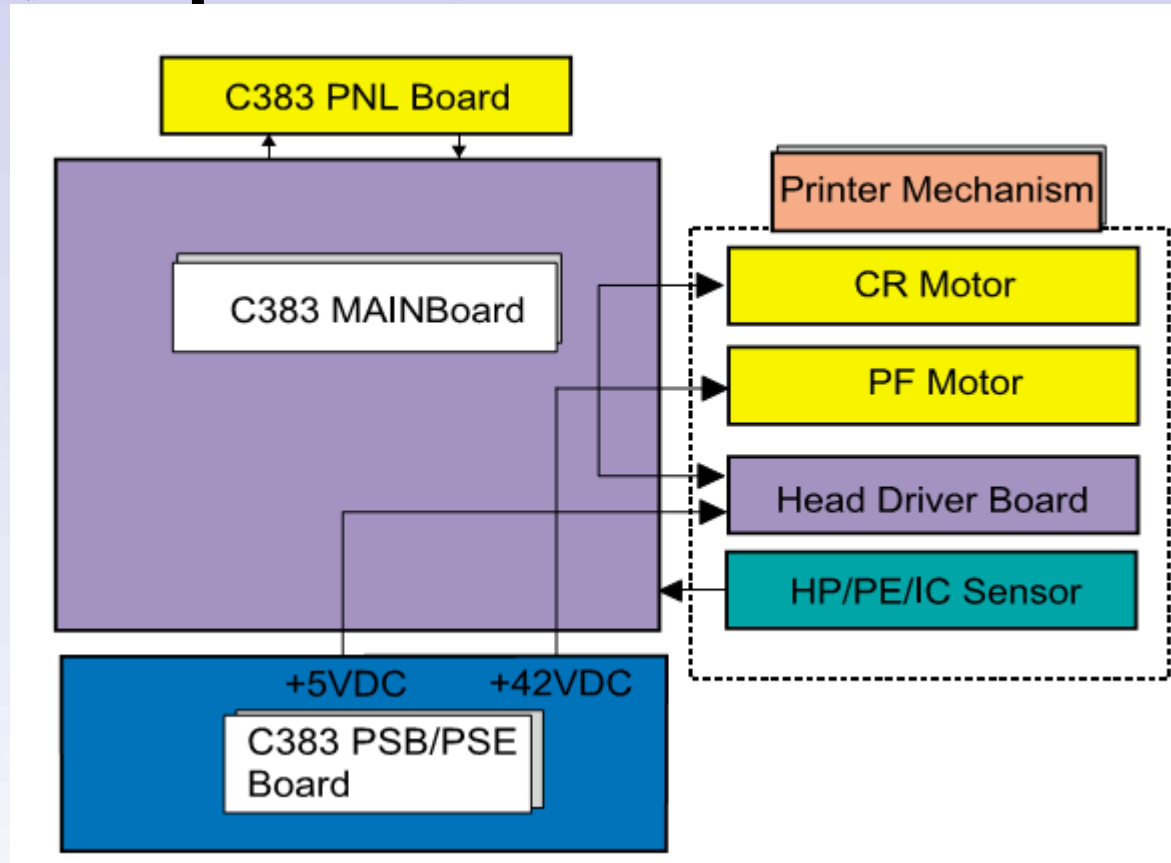 C383 PNL Board
Printer Mechanism
C383 MAINBoard
CR Motor
PF Motor
Head Driver Board
HP/PE/IC Sensor
+5VDC +42VDC
C383 PSB/PSE
Board